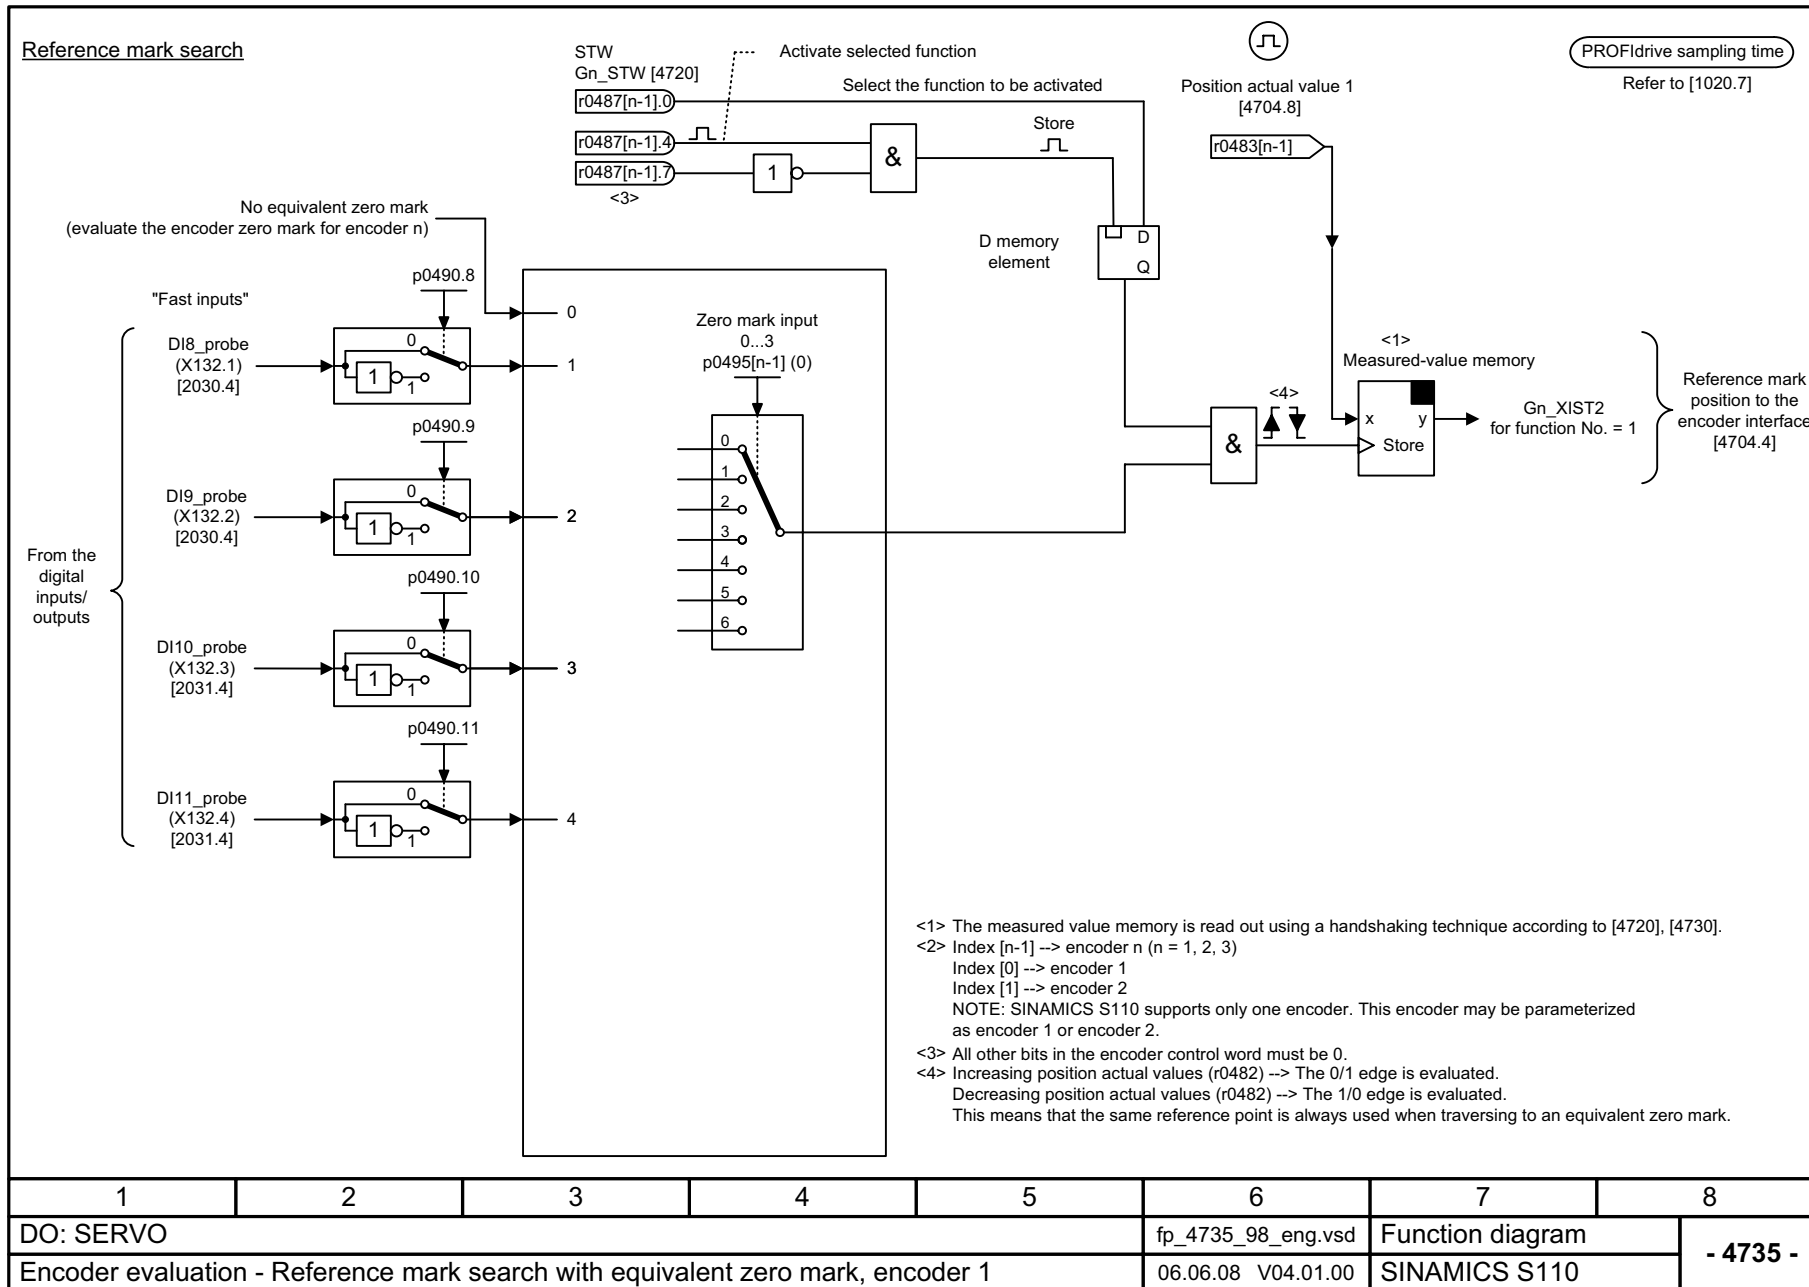 Reference mark search
STW
Gn_STW [4720]
Activate selected function
Select the function to be activated
r0487[n-1].0
r0487[n-1].4
r0487[n-1].7
<3>
1
&
Store
Position actual value 1
[4704.8]
r0483[n-1]
PROFIdrive sampling time
Refer to [1020.7]
No equivalent zero mark
(evaluate the encoder zero mark for encoder n)
D memory
element
D
Q
"Fast inputs"
From the
digital
inputs/
outputs
p0490.8
DI8_probe
(X132.1)
[2030.4]
0
1
1
p0490.9
DI9_probe
(X132.2)
[2030.4]
0
1
1
p0490.10
DI10_probe
(X132.3)
[2031.4]
0
1
1
p0490.11
DI11_probe
(X132.4)
[2031.4]
0
1
1
0
1
2
3
4
Zero mark input
0...3
p0495[n-1] (0)
0
1
2
3
4
5
6
&
<4>
<1>
Measured-value memory
x
y
Store
Gn_XIST2
for function No. = 1
Reference mark
position to the
encoder interface
[4704.4]
<1> The measured value memory is read out using a handshaking technique according to [4720], [4730].
<2> Index [n-1] --> encoder n (n = 1, 2, 3)
Index [0] --> encoder 1
Index [1] --> encoder 2
NOTE: SINAMICS S110 supports only one encoder. This encoder may be parameterized
as encoder 1 or encoder 2.
<3> All other bits in the encoder control word must be 0.
<4> Increasing position actual values (r0482) --> The 0/1 edge is evaluated.
Decreasing position actual values (r0482) --> The 1/0 edge is evaluated.
This means that the same reference point is always used when traversing to an equivalent zero mark.
1 2 3 4 5 6 7 8
DO: SERVO
fp_4735_98_eng.vsd
Function diagram
- 4735 -
Encoder evaluation - Reference mark search with equivalent zero mark, encoder 1
06.06.08 V04.01.00
SINAMICS S110